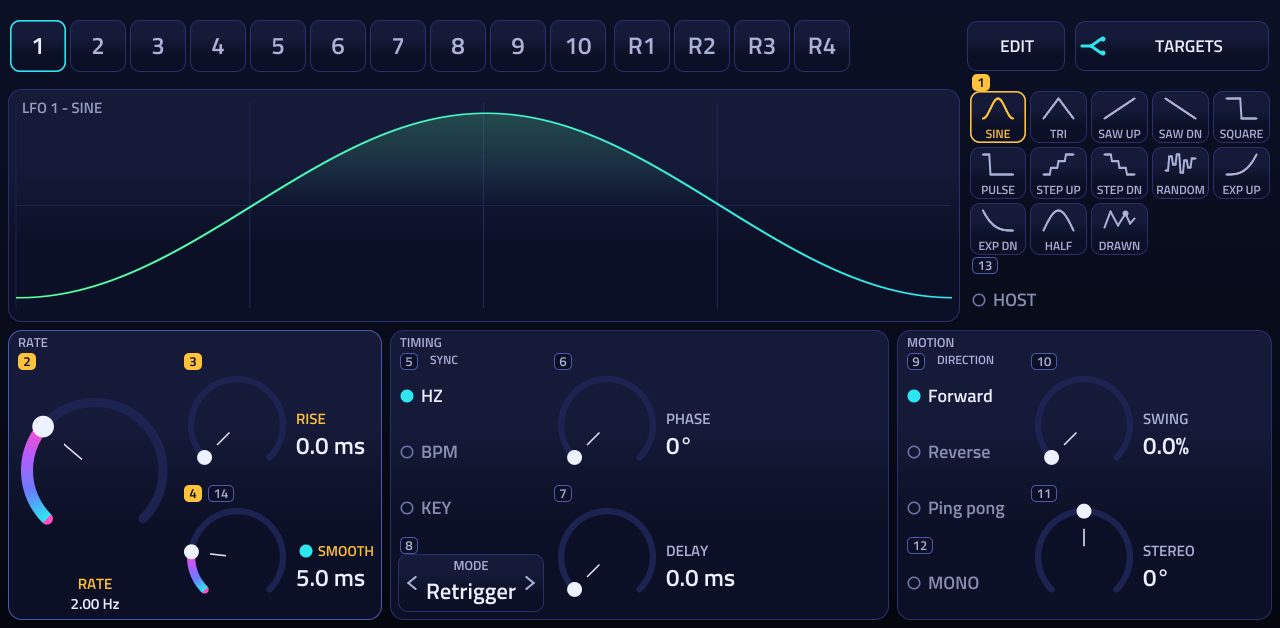 1 2 3 4 5 6 7 8 9 10 R1 R2 R3 R4 EDIT TARGETS
LFO 1 - SINE
1
SINE TRI SAW UP SAW DN SQUARE
PULSE STEP UP STEP DN RANDOM EXP UP
EXP DN HALF DRAWN
13
HOST
RATE
2 3
RISE
0.0 ms
4 14
SMOOTH
5.0 ms
RATE
2.00 Hz
TIMING
5 SYNC 6
HZ
PHASE
0°
BPM
KEY
7
8
MODE
Retrigger
DELAY
0.0 ms
MOTION
9 DIRECTION 10
Forward
SWING
0.0%
Reverse
Ping pong
11
12
MONO
STEREO
0°